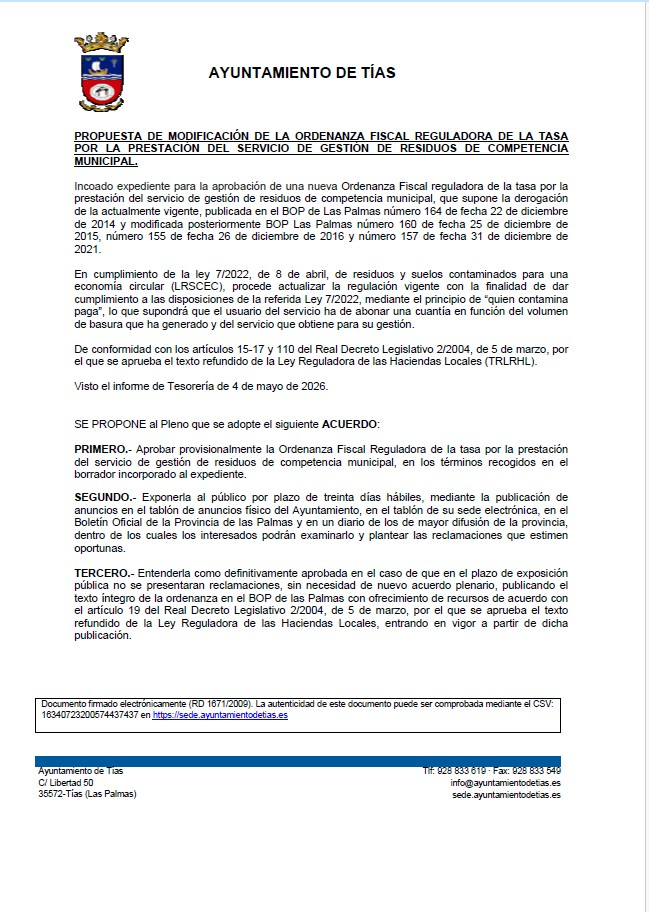 AYUNTAMIENTO DE TÍAS
PROPUESTA DE MODIFICACIÓN DE LA ORDENANZA FISCAL REGULADORA DE LA TASA
POR LA PRESTACIÓN DEL SERVICIO DE GESTIÓN DE RESIDUOS DE COMPETENCIA
MUNICIPAL.
Incoado expediente para la aprobación de una nueva Ordenanza Fiscal reguladora de la tasa por la
prestación del servicio de gestión de residuos de competencia municipal, que supone la derogación
de la actualmente vigente, publicada en el BOP de Las Palmas número 164 de fecha 22 de diciembre
de 2014 y modificada posteriormente BOP Las Palmas número 160 de fecha 25 de diciembre de
2015, número 155 de fecha 26 de diciembre de 2016 y número 157 de fecha 31 de diciembre de
2021.
En cumplimiento de la ley 7/2022, de 8 de abril, de residuos y suelos contaminados para una
economía circular (LRSCEC), procede actualizar la regulación vigente con la finalidad de dar
cumplimiento a las disposiciones de la referida Ley 7/2022, mediante el principio de “quien contamina
paga”, lo que supondrá que el usuario del servicio ha de abonar una cuantía en función del volumen
de basura que ha generado y del servicio que obtiene para su gestión.
De conformidad con los artículos 15-17 y 110 del Real Decreto Legislativo 2/2004, de 5 de marzo, por
el que se aprueba el texto refundido de la Ley Reguladora de las Haciendas Locales (TRLRHL).
Visto el informe de Tesorería de 4 de mayo de 2026.
SE PROPONE al Pleno que se adopte el siguiente ACUERDO:
PRIMERO.- Aprobar provisionalmente la Ordenanza Fiscal Reguladora de la tasa por la prestación
del servicio de gestión de residuos de competencia municipal, en los términos recogidos en el
borrador incorporado al expediente.
SEGUNDO.- Exponerla al público por plazo de treinta días hábiles, mediante la publicación de
anuncios en el tablón de anuncios físico del Ayuntamiento, en el tablón de su sede electrónica, en el
Boletín Oficial de la Provincia de las Palmas y en un diario de los de mayor difusión de la provincia,
dentro de los cuales los interesados podrán examinarlo y plantear las reclamaciones que estimen
oportunas.
TERCERO.- Entenderla como definitivamente aprobada en el caso de que en el plazo de exposición
pública no se presentaran reclamaciones, sin necesidad de nuevo acuerdo plenario, publicando el
texto íntegro de la ordenanza en el BOP de las Palmas con ofrecimiento de recursos de acuerdo con
el artículo 19 del Real Decreto Legislativo 2/2004, de 5 de marzo, por el que se aprueba el texto
refundido de la Ley Reguladora de las Haciendas Locales, entrando en vigor a partir de dicha
publicación.
Documento firmado electrónicamente (RD 1671/2009). La autenticidad de este documento puede ser comprobada mediante el CSV:
16340723200574437437 en https://sede.ayuntamientodetias.es
Ayuntamiento de Tías
C/ Libertad 50
35572-Tías (Las Palmas)
Tlf: 928 833 619 · Fax: 928 833 549
info@ayuntamientodetias.es
sede.ayuntamientodetias.es